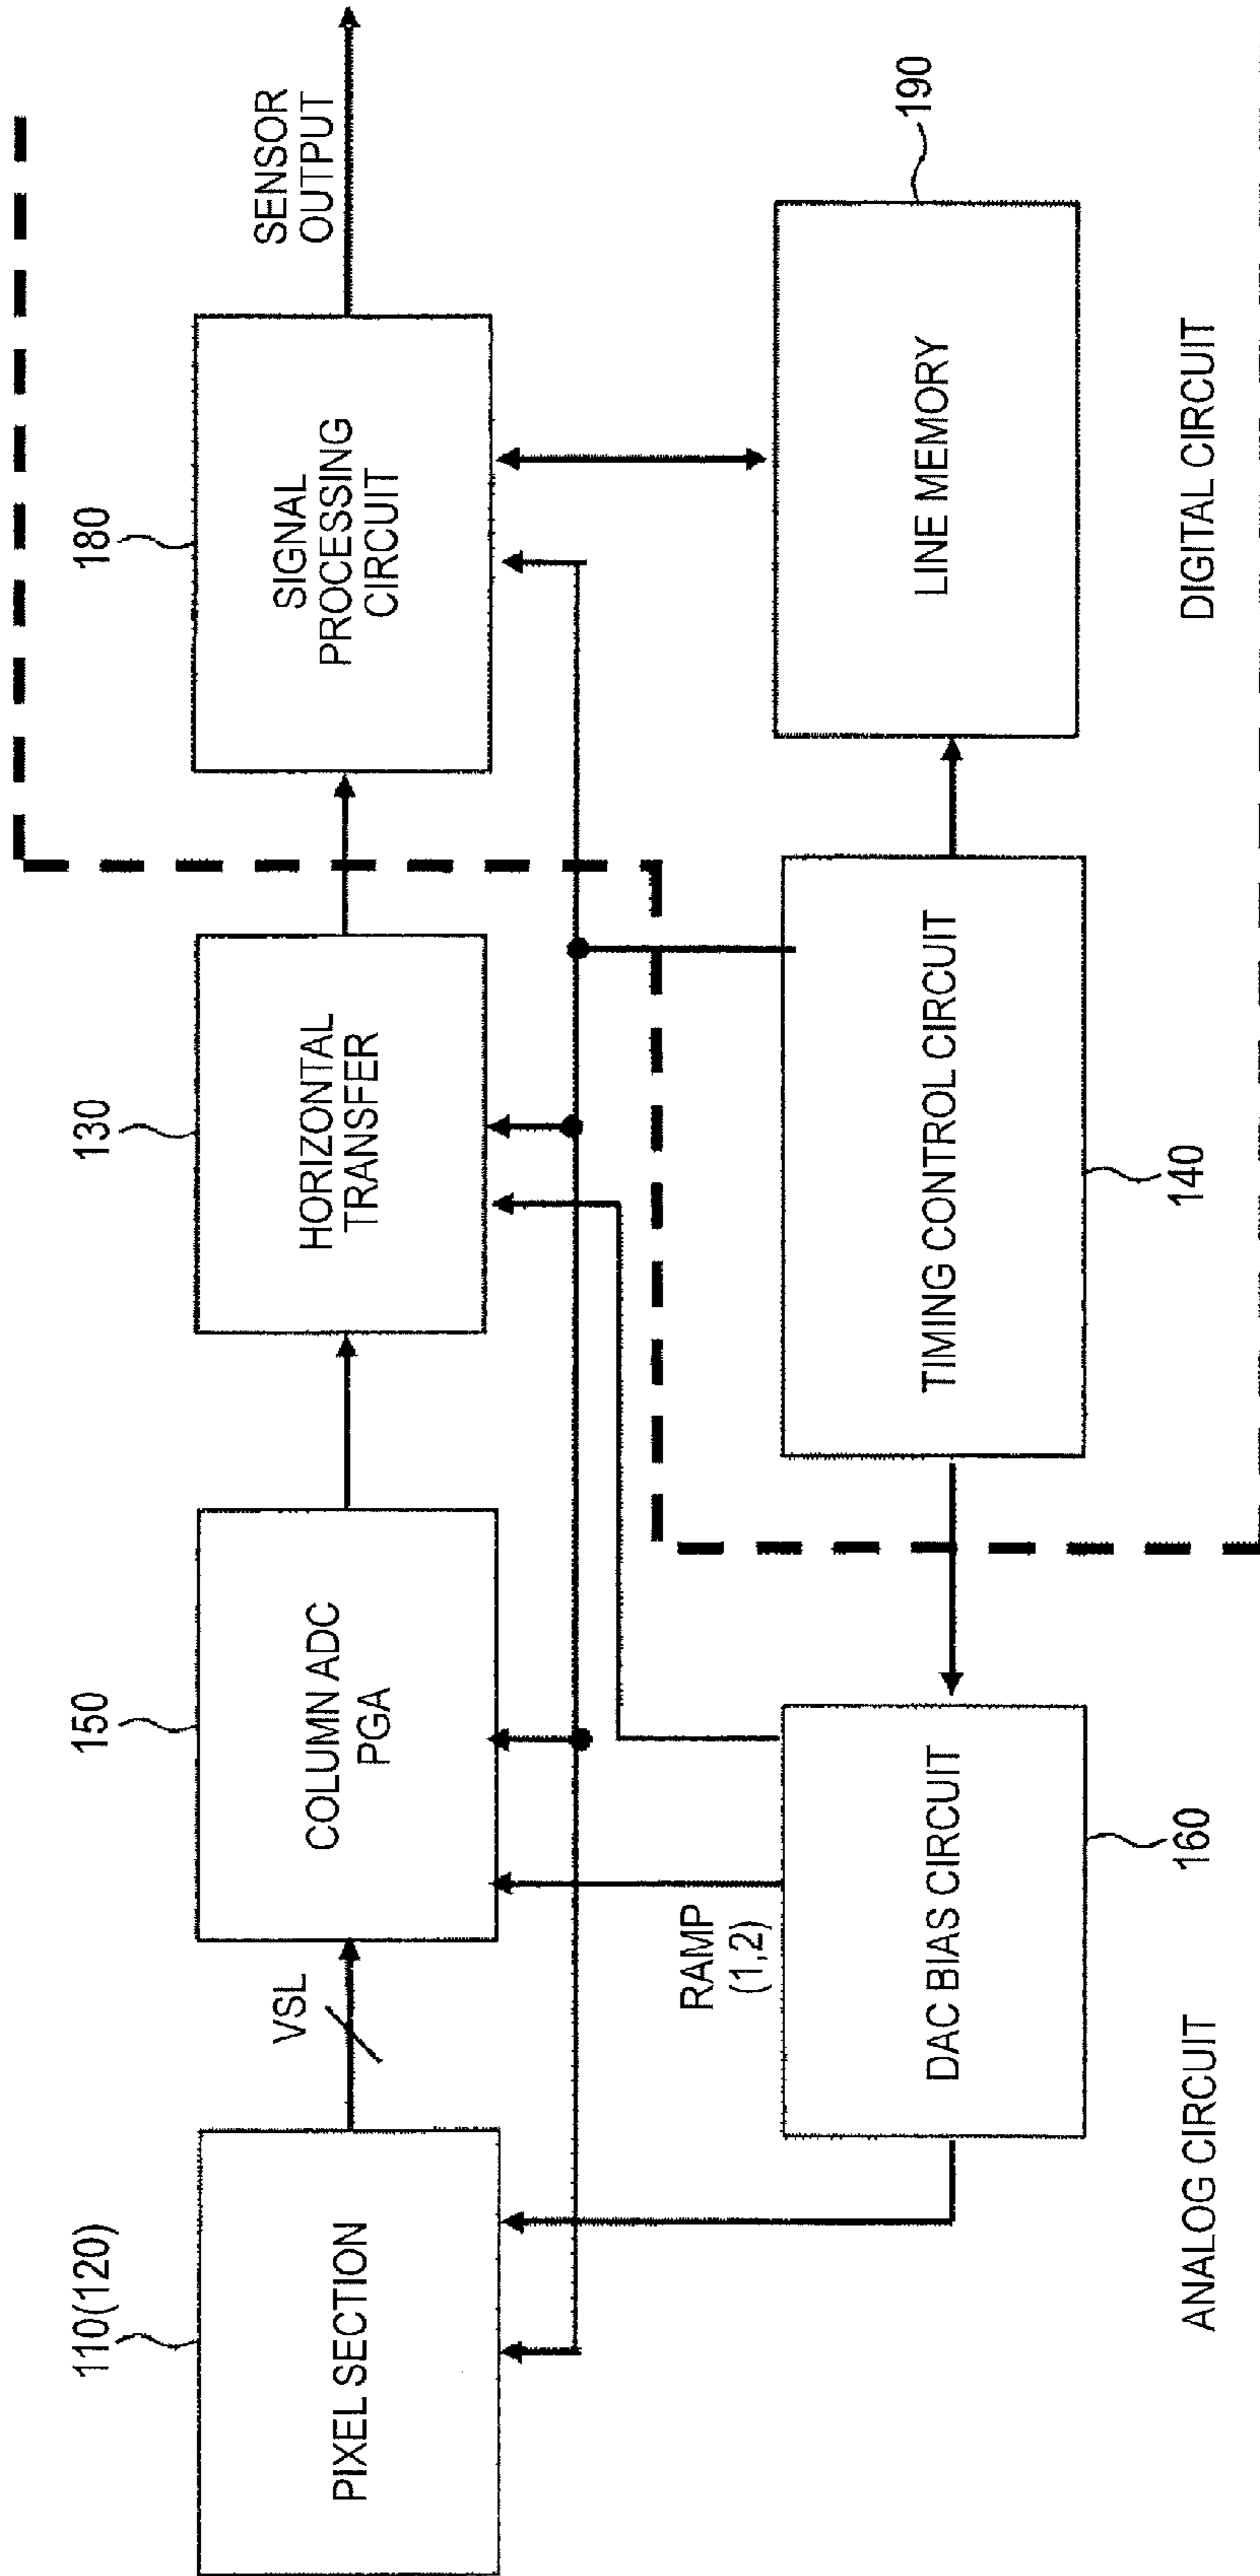 110(120)
PIXEL SECTION
VSL
150
COLUMN ADC
PGA
130
HORIZONTAL
TRANSFER
180
SIGNAL
PROCESSING
CIRCUIT
SENSOR
OUTPUT
RAMP
(1,2)
DAC BIAS CIRCUIT
160
TIMING CONTROL CIRCUIT
140
LINE MEMORY
190
ANALOG CIRCUIT
DIGITAL CIRCUIT